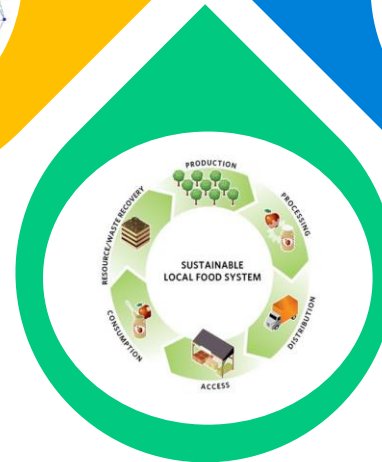 PRODUCTION
PROCESSING
DISTRIBUTION
ACCESS
CONSUMPTION
RESOURCE/WASTE RECOVERY
SUSTAINABLE
LOCAL FOOD SYSTEM